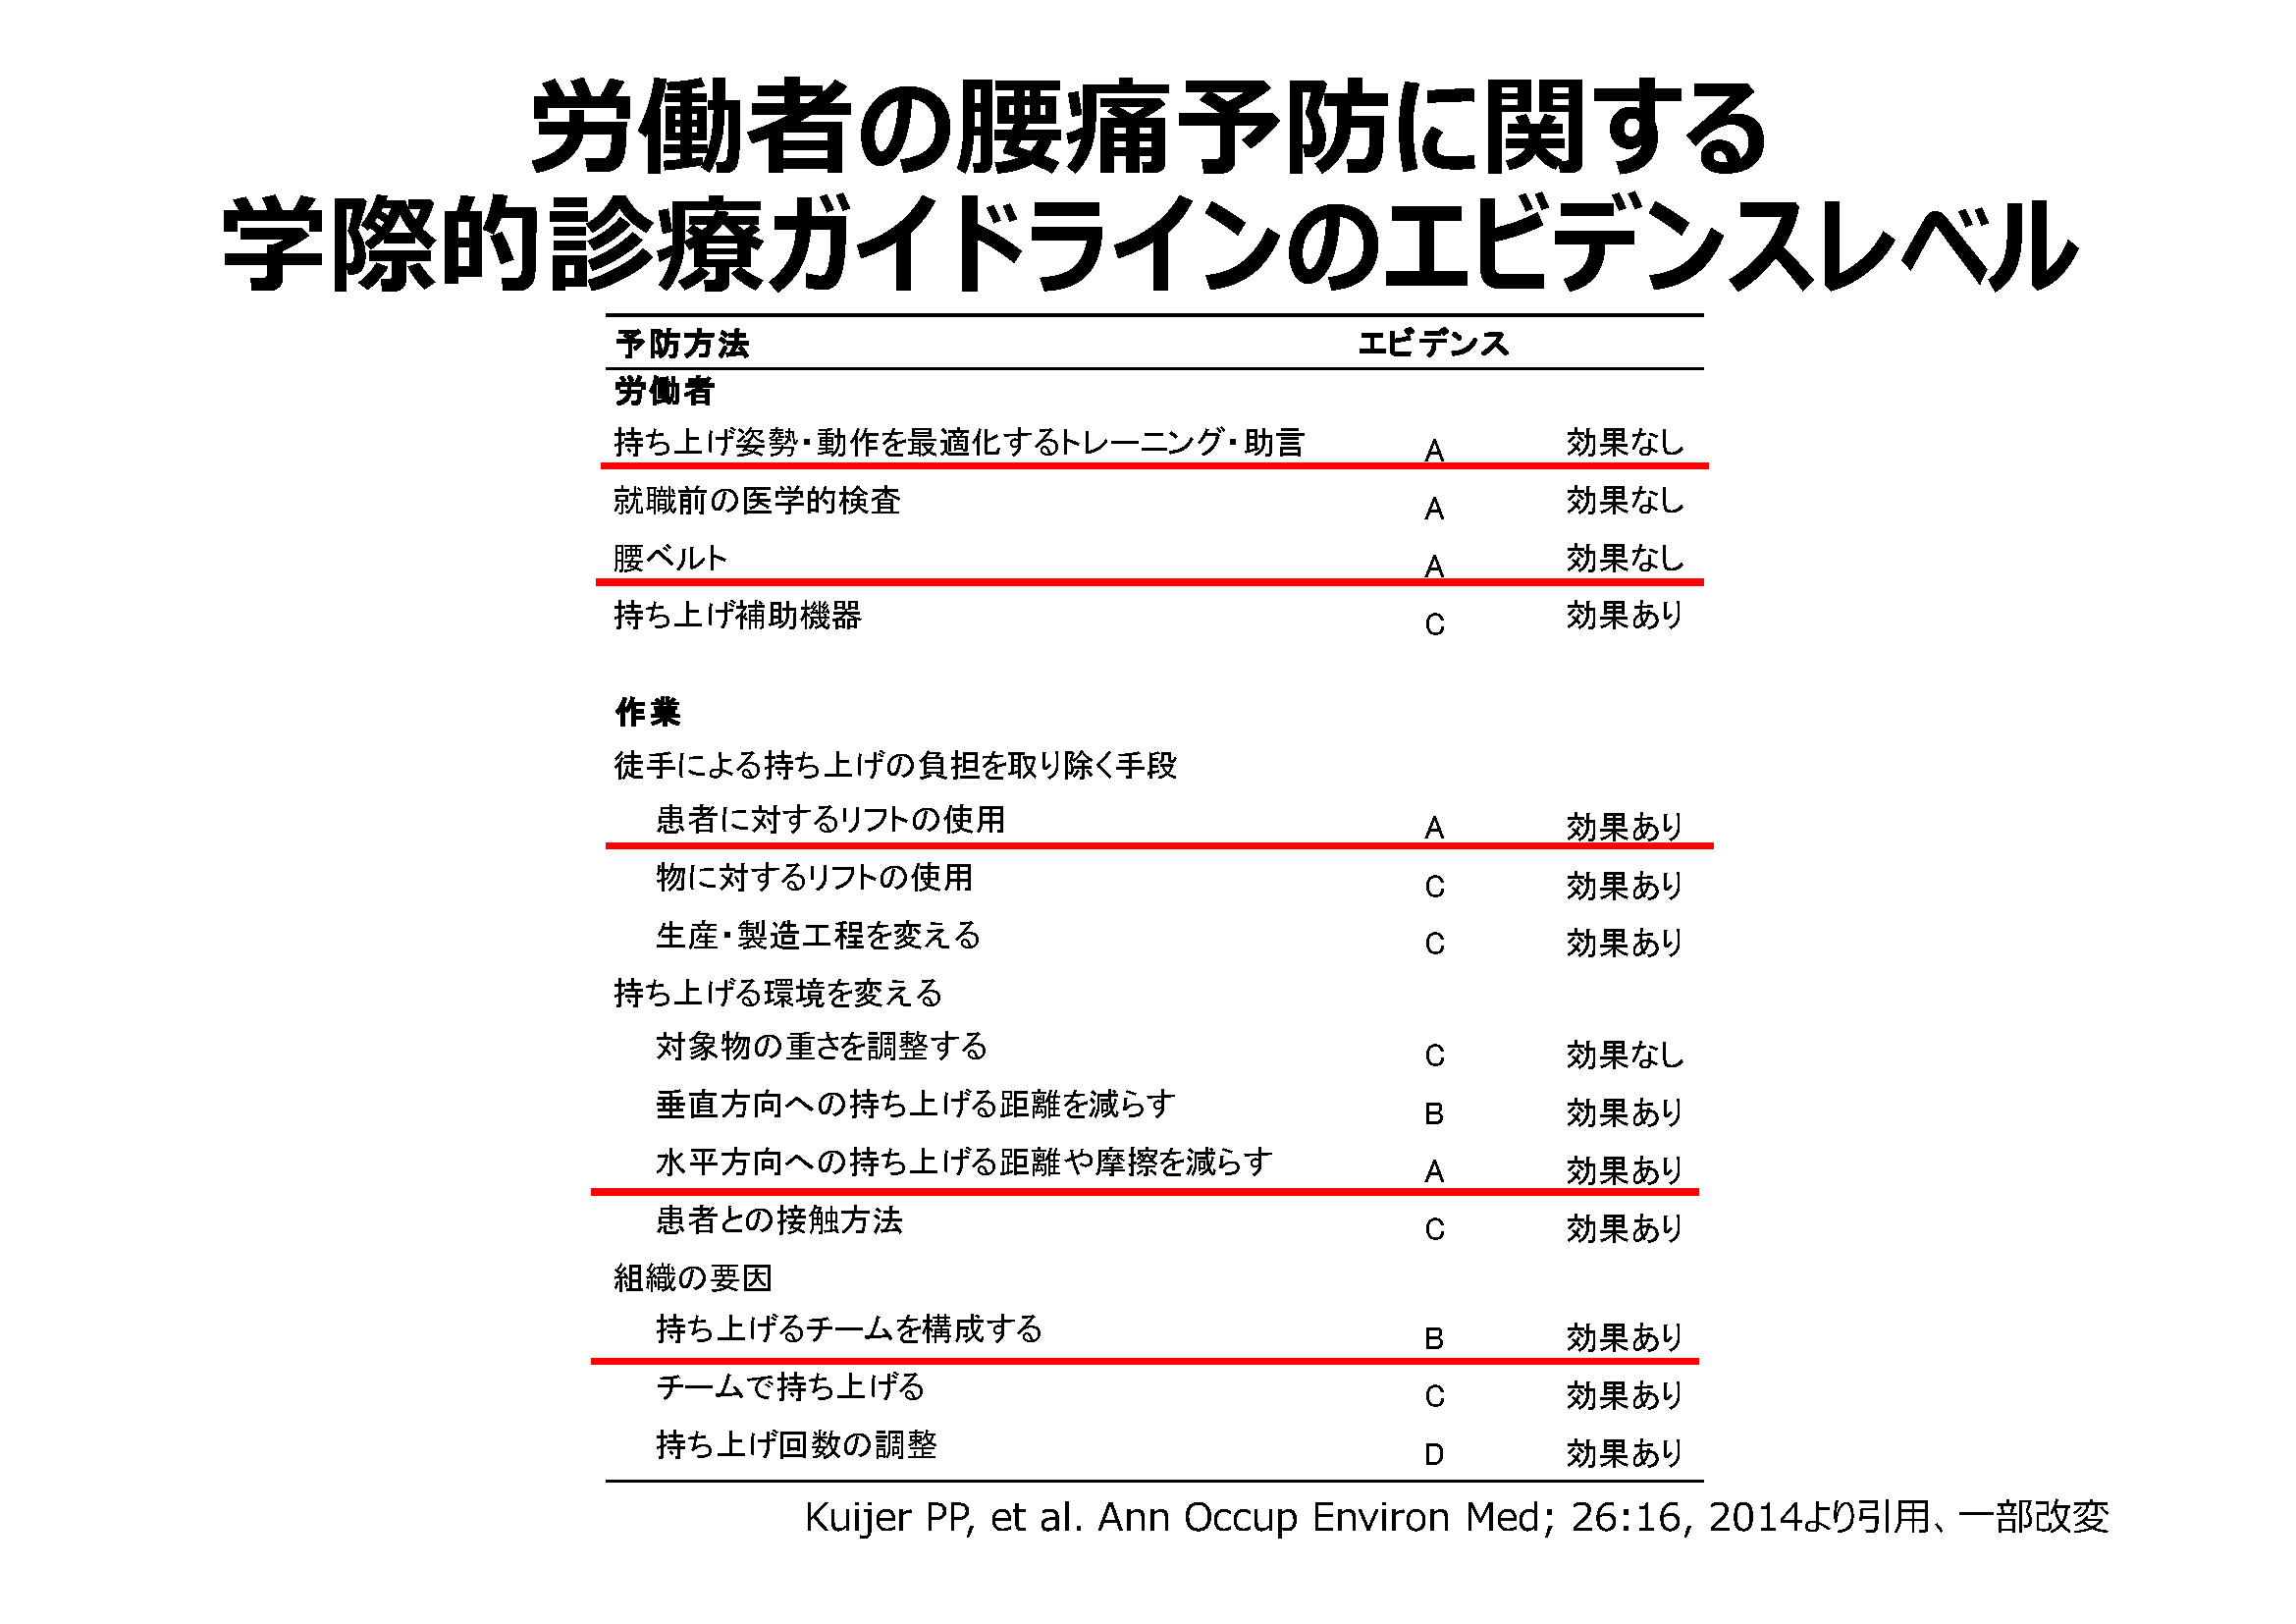 労働者の腰痛予防に関する
学際的診療ガイドラインのエビデンスレベル
予防方法 エビデンス
労働者
持ち上げ姿勢・動作を最適化するトレーニング・助言 A 効果なし
就職前の医学的検査 A 効果なし
腰ベルト A 効果なし
持ち上げ補助機器 C 効果あり
作業
徒手による持ち上げの負担を取り除く手段
患者に対するリフトの使用 A 効果あり
物に対するリフトの使用 C 効果あり
生産・製造工程を変える C 効果あり
持ち上げる環境を変える
対象物の重さを調整する C 効果なし
垂直方向への持ち上げる距離を減らす B 効果あり
水平方向への持ち上げる距離や摩擦を減らす A 効果あり
患者との接触方法 C 効果あり
組織の要因
持ち上げるチームを構成する B 効果あり
チームで持ち上げる C 効果あり
持ち上げ回数の調整 D 効果あり
Kuijer PP, et al. Ann Occup Environ Med; 26:16, 2014より引用、一部改変